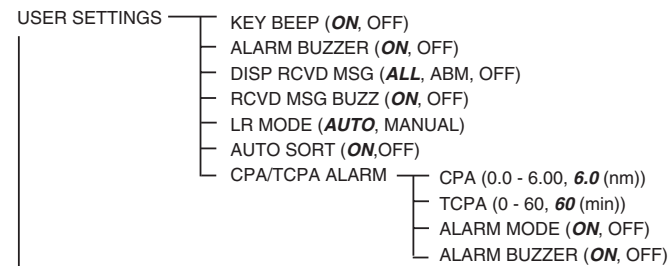 USER SETTINGS
KEY BEEP (ON, OFF)
ALARM BUZZER (ON, OFF)
DISP RCVD MSG (ALL, ABM, OFF)
RCVD MSG BUZZ (ON, OFF)
LR MODE (AUTO, MANUAL)
AUTO SORT (ON,OFF)
CPA/TCPA ALARM
CPA (0.0 - 6.00, 6.0 (nm))
TCPA (0 - 60, 60 (min))
ALARM MODE (ON, OFF)
ALARM BUZZER (ON, OFF)